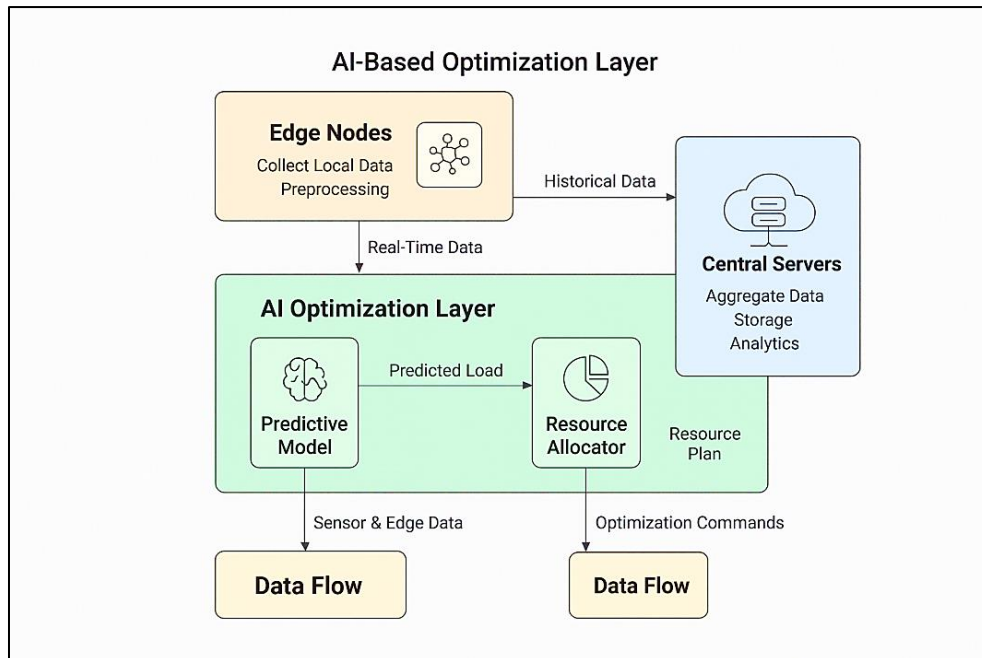 AI-Based Optimization Layer
Edge Nodes
Collect Local Data
Preprocessing
Historical Data
Real-Time Data
Central Servers
Aggregate Data
Storage
Analytics
AI Optimization Layer
Predictive
Model
Predicted Load
Resource
Allocator
Resource
Plan
Sensor & Edge Data
Optimization Commands
Data Flow
Data Flow